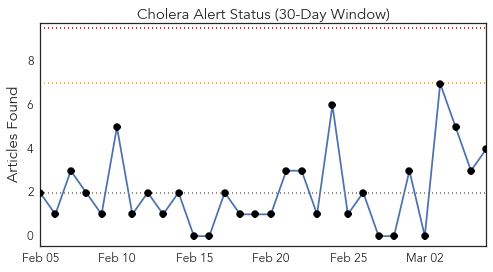 Cholera Alert Status (30-Day Window)
Articles Found
8
6
4
2
0
Feb 05 Feb 10 Feb 15 Feb 20 Feb 25 Mar 02